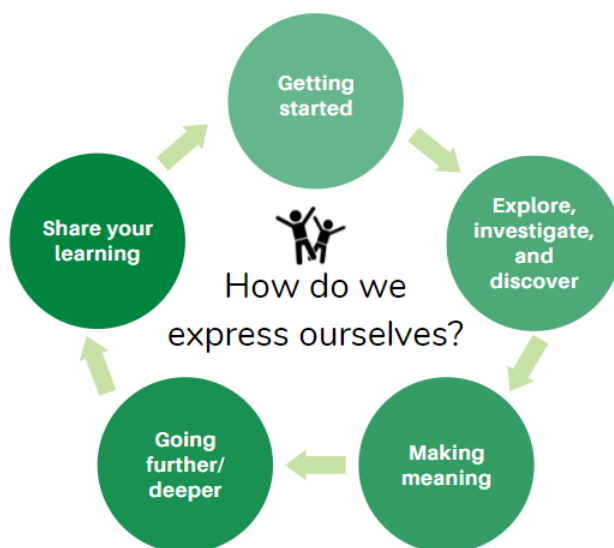 Getting
started
Explore,
investigate,
and
discover
Making
meaning
Going
further/
deeper
Share your
learning
How do we
express ourselves?